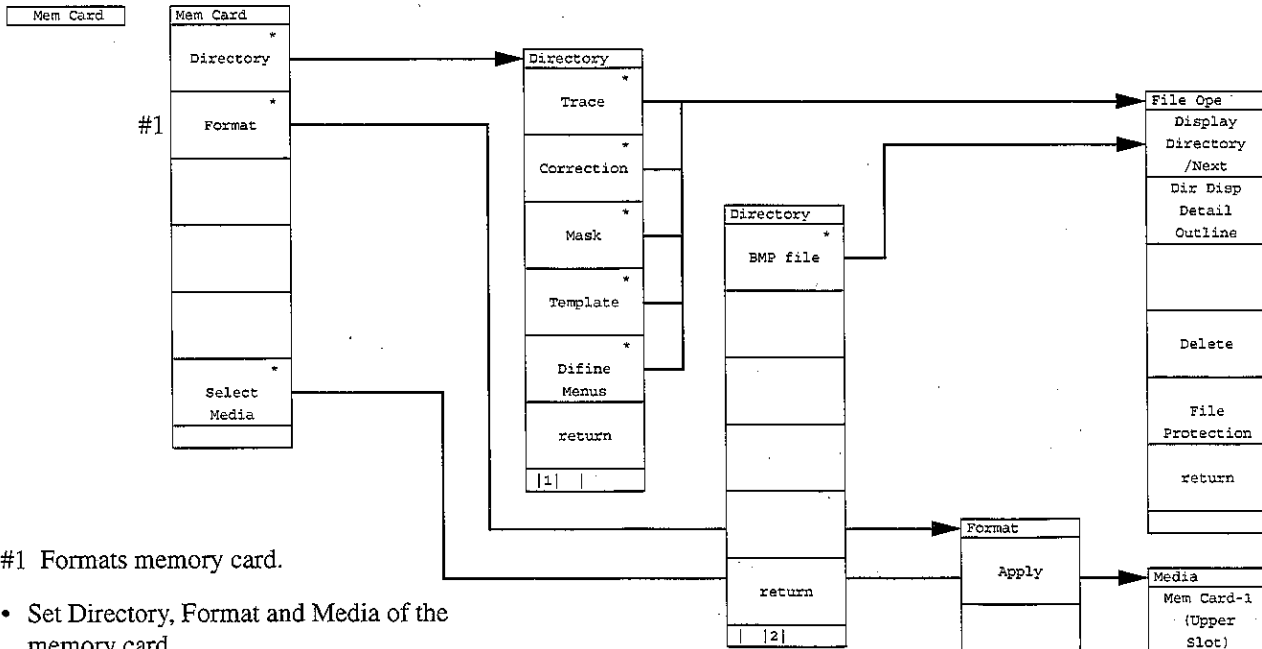 Mem Card
Mem Card
*
Directory
*
#1 Format
*
Select
Media
Directory
*
Trace
*
Correction
*
Mask
*
Template
*
Difine
Menus
return
|1| |
Directory
*
BMP file
return
| |2|
File Ope
Display
Directory
/Next
Dir Disp
Detail
Outline
Delete
File
Protection
return
Format
Apply
Media
Mem Card-1
(Upper
Slot)
#1 Formats memory card.
• Set Directory, Format and Media of the
memory card